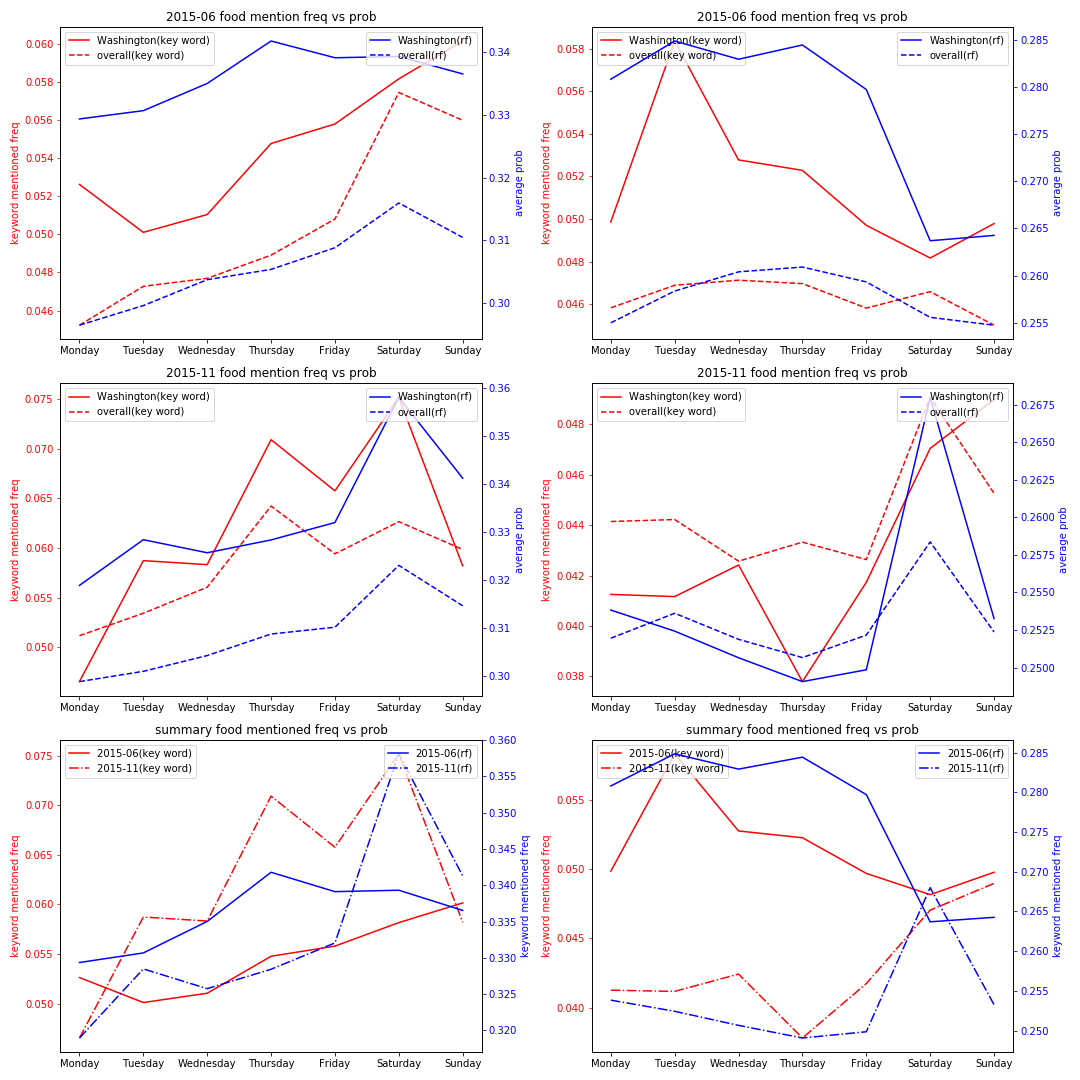 2015-06 food mention freq vs prob
Washington(key word)
overall(key word)
Washington(rf)
overall(rf)
0.060
0.058
0.056
0.054
0.052
0.050
0.048
0.046
keyword mentioned freq
0.34
0.33
0.32
0.31
0.30
average prob
Monday Tuesday Wednesday Thursday Friday Saturday Sunday
2015-06 food mention freq vs prob
Washington(key word)
overall(key word)
Washington(rf)
overall(rf)
0.058
0.056
0.054
0.052
0.050
0.048
0.046
keyword mentioned freq
0.285
0.280
0.275
0.270
0.265
0.260
0.255
average prob
Monday Tuesday Wednesday Thursday Friday Saturday Sunday
2015-11 food mention freq vs prob
Washington(key word)
overall(key word)
Washington(rf)
overall(rf)
0.075
0.070
0.065
0.060
0.055
0.050
keyword mentioned freq
0.36
0.35
0.34
0.33
0.32
0.31
0.30
average prob
Monday Tuesday Wednesday Thursday Friday Saturday Sunday
2015-11 food mention freq vs prob
Washington(key word)
overall(key word)
Washington(rf)
overall(rf)
0.048
0.046
0.044
0.042
0.040
0.038
keyword mentioned freq
0.2675
0.2650
0.2625
0.2600
0.2575
0.2550
0.2525
0.2500
average prob
Monday Tuesday Wednesday Thursday Friday Saturday Sunday
summary food mentioned freq vs prob
2015-06(key word)
2015-11(key word)
2015-06(rf)
2015-11(rf)
0.075
0.070
0.065
0.060
0.055
0.050
keyword mentioned freq
0.360
0.355
0.350
0.345
0.340
0.335
0.330
0.325
0.320
keyword mentioned freq
Monday Tuesday Wednesday Thursday Friday Saturday Sunday
summary food mentioned freq vs prob
2015-06(key word)
2015-11(key word)
2015-06(rf)
2015-11(rf)
0.055
0.050
0.045
0.040
keyword mentioned freq
0.285
0.280
0.275
0.270
0.265
0.260
0.255
0.250
keyword mentioned freq
Monday Tuesday Wednesday Thursday Friday Saturday Sunday